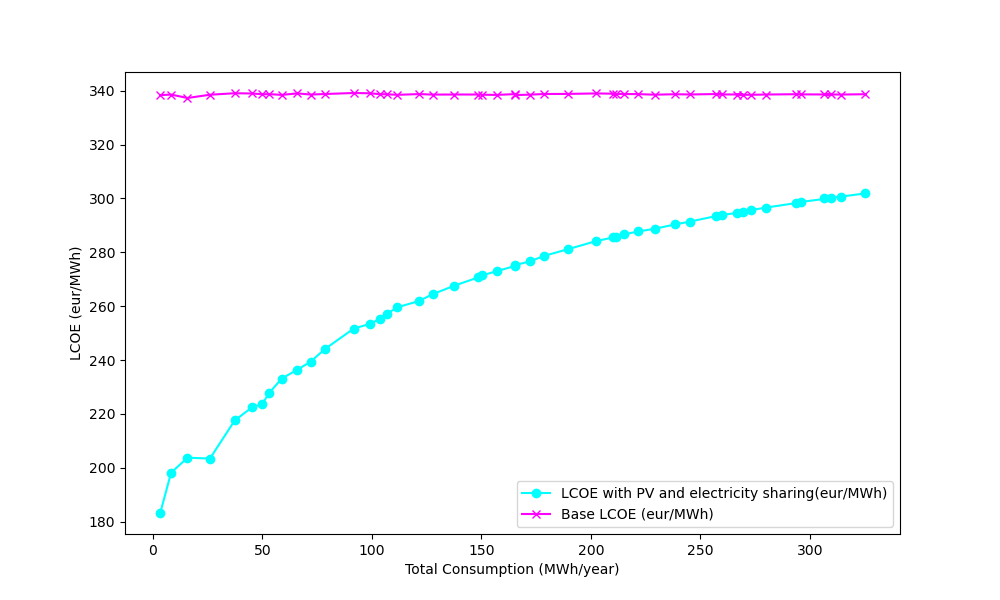 340
320
300
280
260
240
220
200
180
LCOE (eur/MWh)
LCOE with PV and electricity sharing(eur/MWh)
Base LCOE (eur/MWh)
0 50 100 150 200 250 300
Total Consumption (MWh/year)